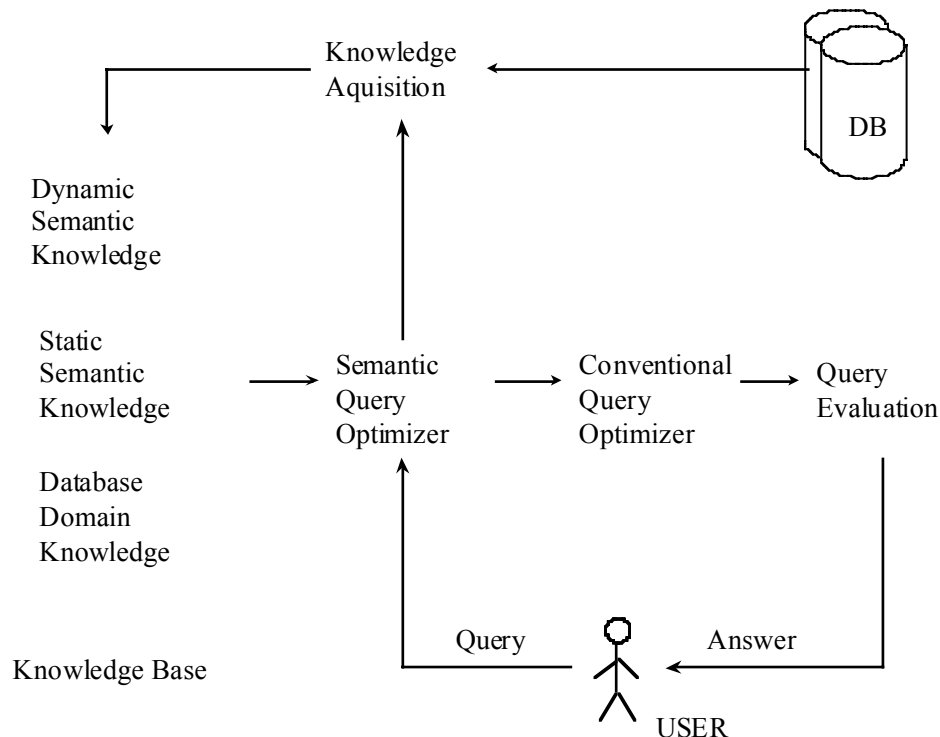 Knowledge
Aquisition
DB
Dynamic
Semantic
Knowledge
Static
Semantic
Knowledge
Semantic
Query
Optimizer
Conventional
Query
Optimizer
Query
Evaluation
Database
Domain
Knowledge
Query
Answer
Knowledge Base
USER